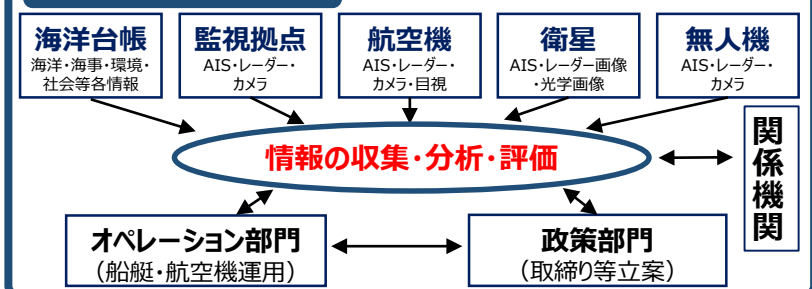 海洋台帳
海洋・海事・環境・
社会等各情報
監視拠点
AIS・レーダー・
カメラ
航空機
AIS・レーダー・
カメラ・目視
衛星
AIS・レーダー画像
・光学画像
無人機
AIS・レーダー・
カメラ
情報の収集・分析・評価
関係機関
オペレーション部門
（船艇・航空機運用）
政策部門
（取締り等立案）